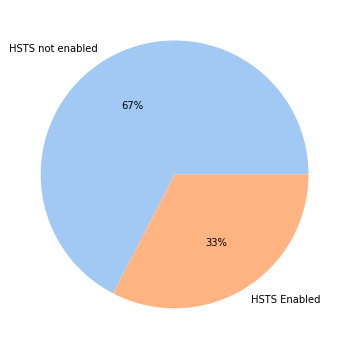 HSTS not enabled
67%
33%
HSTS Enabled